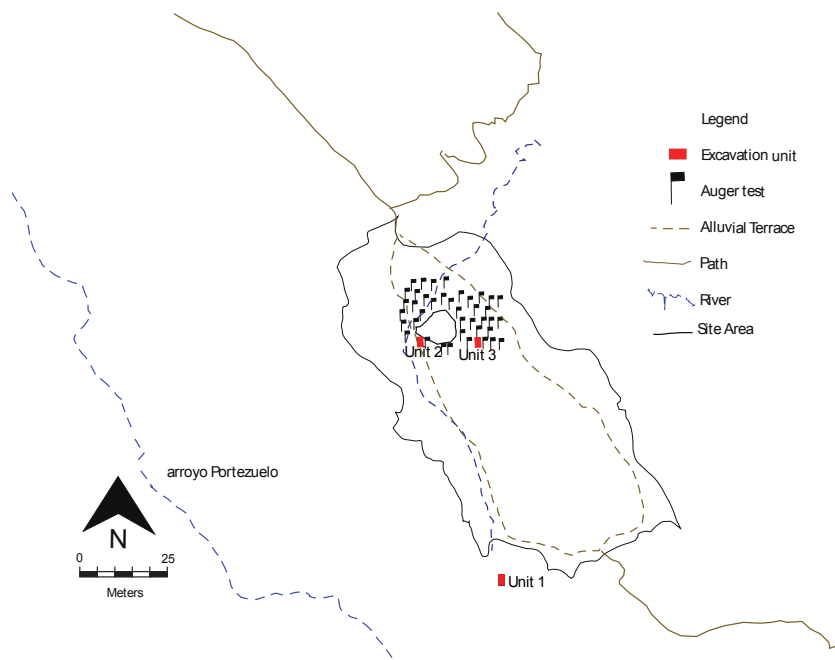 Legend
Excavation unit
Auger test
Alluvial Terrace
Path
River
Site Area
Unit 2
Unit 3
arroyo Portezuelo
N
0 25
Meters
Unit 1